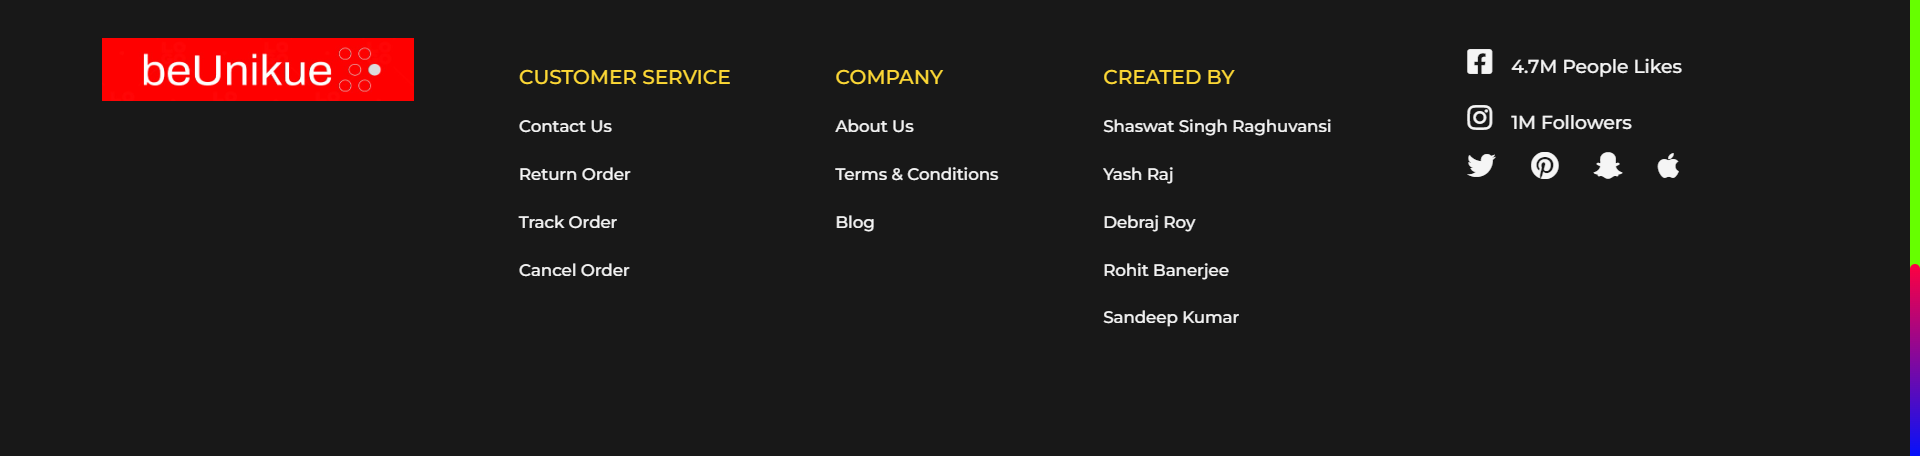 beUnikue
CUSTOMER SERVICE
Contact Us
Return Order
Track Order
Cancel Order
COMPANY
About Us
Terms & Conditions
Blog
CREATED BY
Shaswat Singh Raghuvansi
Yash Raj
Debraj Roy
Rohit Banerjee
Sandeep Kumar
4.7M People Likes
1M Followers